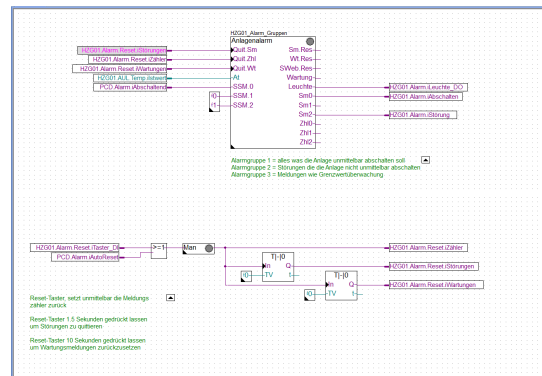 HZG01_Alarm_Gruppen
Anlagenalarm
HZG01.Alarm.Reset.iStörungen
Quit Sm
Sm.Res
HZG01.Alarm.Reset.iZähler
Quit Zhl
Wt.Res
HZG01.Alarm.Reset.iWartungen
Quit Wt
SWeb.Res
HZG01.AUL.Temp.iIstwert
At
Wartung
PCD.Alarm.iAbschaltend
SSM.0
Leuchte
HZG01.Alarm.iLeuchte_DO
SSM.1
Sm0
HZG01.Alarm.iAbschalten
SSM.2
Sm1
Sm2
HZG01.Alarm.iStörung
Zhl0
Zhl1
Zhl2
Alarmgruppe 1 = alles was die Anlage unmittelbar abschalten soll
Alarmgruppe 2 = Störungen die die Anlage nicht unmittelbar abschalten
Alarmgruppe 3 = Meldungen wie Grenzwertüberwachung
HZG01.Alarm.Reset.iTaster_DI
>=1
Man
HZG01.Alarm.Reset.iZähler
PCD.Alarm.iAutoReset
T|-|0
In
Q
HZG01.Alarm.Reset.iStörungen
TV
t
T|-|0
In
Q
HZG01.Alarm.Reset.iWartungen
TV
t
Reset-Taster, setzt unmittelbar die Meldungs
zähler zurück
Reset-Taster 1.5 Sekunden gedrückt lassen
um Störungen zu quittieren
Reset-Taster 10 Sekunden gedrückt lassen
um Wartungsmeldungen zurückzusetzen